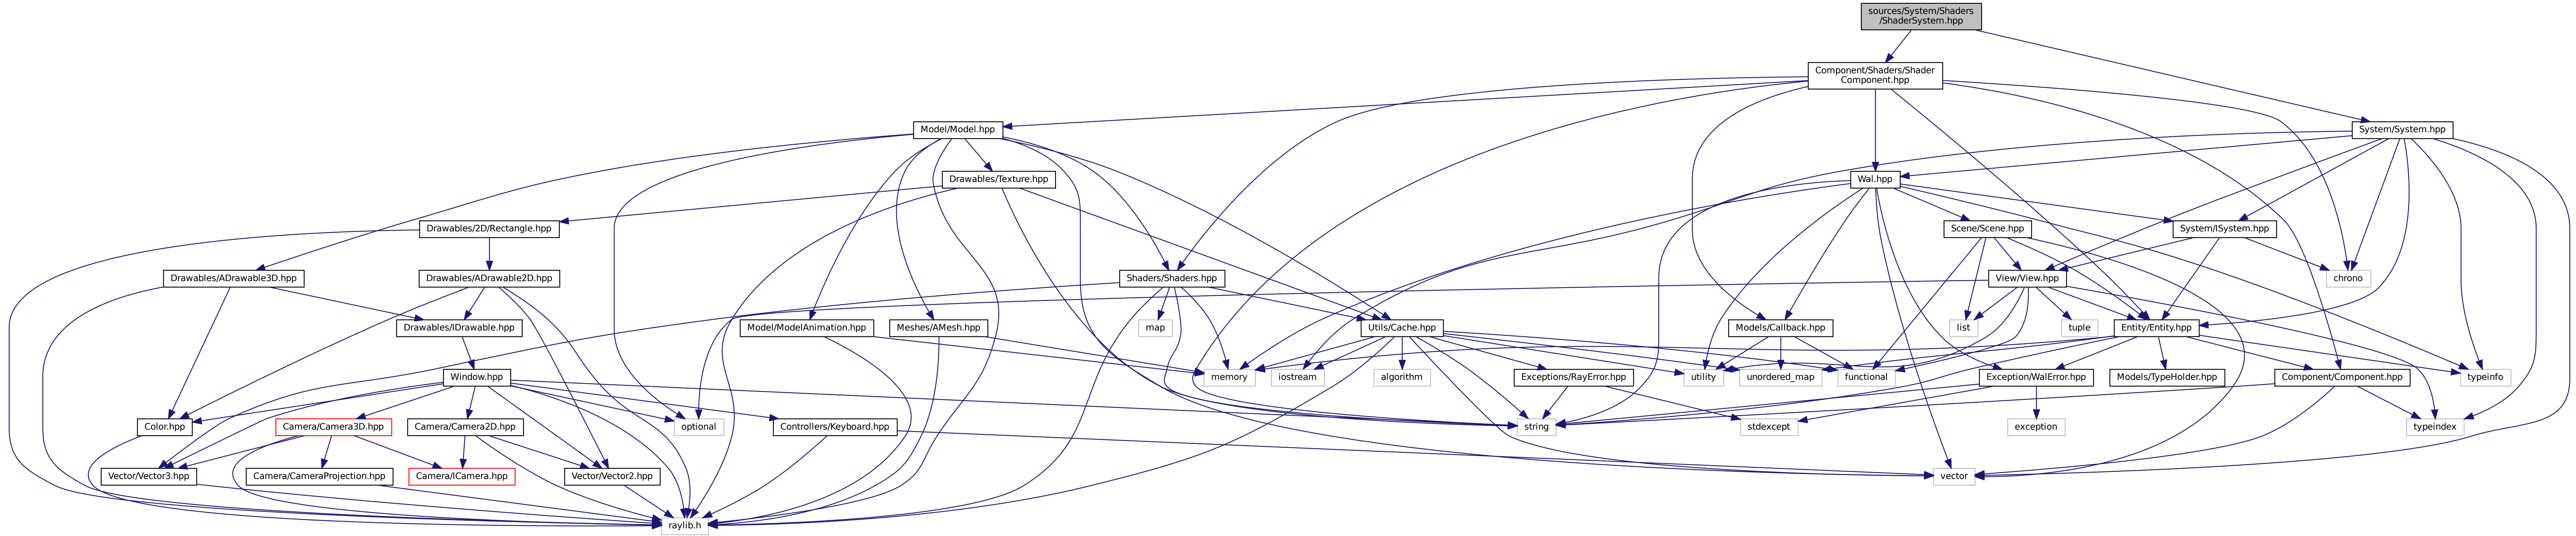 sources/System/Shaders
/ShaderSystem.hpp
Component/Shaders/Shader
Component.hpp
Model/Model.hpp
System/System.hpp
Drawables/Texture.hpp
Wal.hpp
Drawables/2D/Rectangle.hpp
Scene/Scene.hpp
System/ISystem.hpp
Drawables/ADrawable3D.hpp
Drawables/ADrawable2D.hpp
Shaders/Shaders.hpp
View/View.hpp
chrono
Drawables/IDrawable.hpp
Model/ModelAnimation.hpp
Meshes/AMesh.hpp
map
Utils/Cache.hpp
Models/Callback.hpp
list
tuple
Entity/Entity.hpp
Window.hpp
memory
iostream
algorithm
Exceptions/RayError.hpp
utility
unordered_map
functional
Exception/WalError.hpp
Models/TypeHolder.hpp
Component/Component.hpp
typeinfo
Color.hpp
Camera/Camera3D.hpp
Camera/Camera2D.hpp
optional
Controllers/Keyboard.hpp
string
stdexcept
exception
typeindex
Vector/Vector3.hpp
Camera/CameraProjection.hpp
Camera/ICamera.hpp
Vector/Vector2.hpp
vector
raylib.h